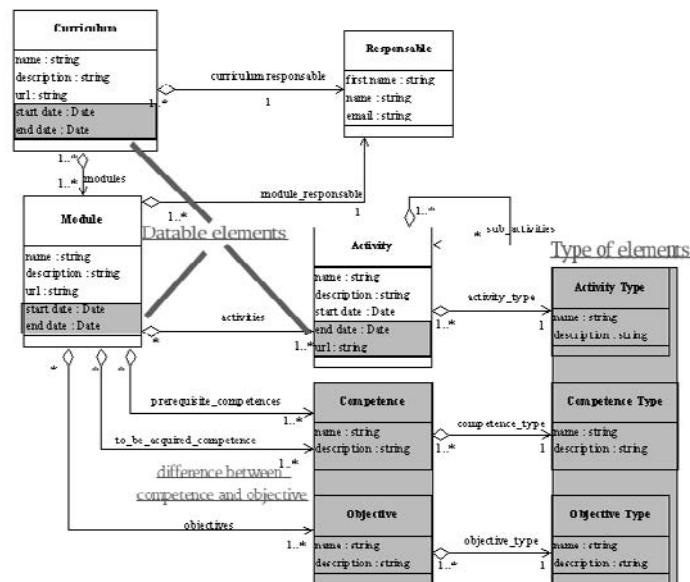 Curriculum
name : string
description : string
url : string
start date : Date
end date : Date
Responsable
first name : string
name : string
email : string
curriculum responsable
1..*
1
1..*
1..*
modules
Module
name : string
description : string
url : string
start date : Date
end date : Date
module_responsable
1..*
1
Datable elements
Activity
name : string
description : string
start date : Date
end date : Date
url : string
1..*
*
sub_activities
Type of elements
Activity Type
name : string
description : string
activity_type
1..*
1
activities
*
1..*
*
*
*
prerequisite_competences
1..*
to_be_acquired_competence
1..*
Competence
name : string
description : string
competence_type
1..*
1
Competence Type
name : string
description : string
difference between
competence and objective
objectives
1..*
Objective
name : string
description : string
objective_type
1..*
1
Objective Type
name : string
description : string